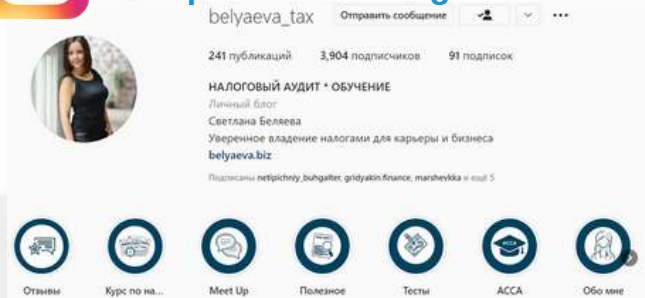 belyaeva_tax Отправить сообщение
241 публикаций 3,904 подписчиков 91 подписок
НАЛОГОВЫЙ АУДИТ * ОБУЧЕНИЕ
Личный блог
Светлана Беляева
Уверенное владение налогами для карьеры и бизнеса
belyaeva.biz
Подписаны netipichniy_buhgalter, gridyakin.finance, marshevkka и ещё 5
ACCA
Отзывы Курс по на... Meet Up Полезное Тесты ACCA Обо мне